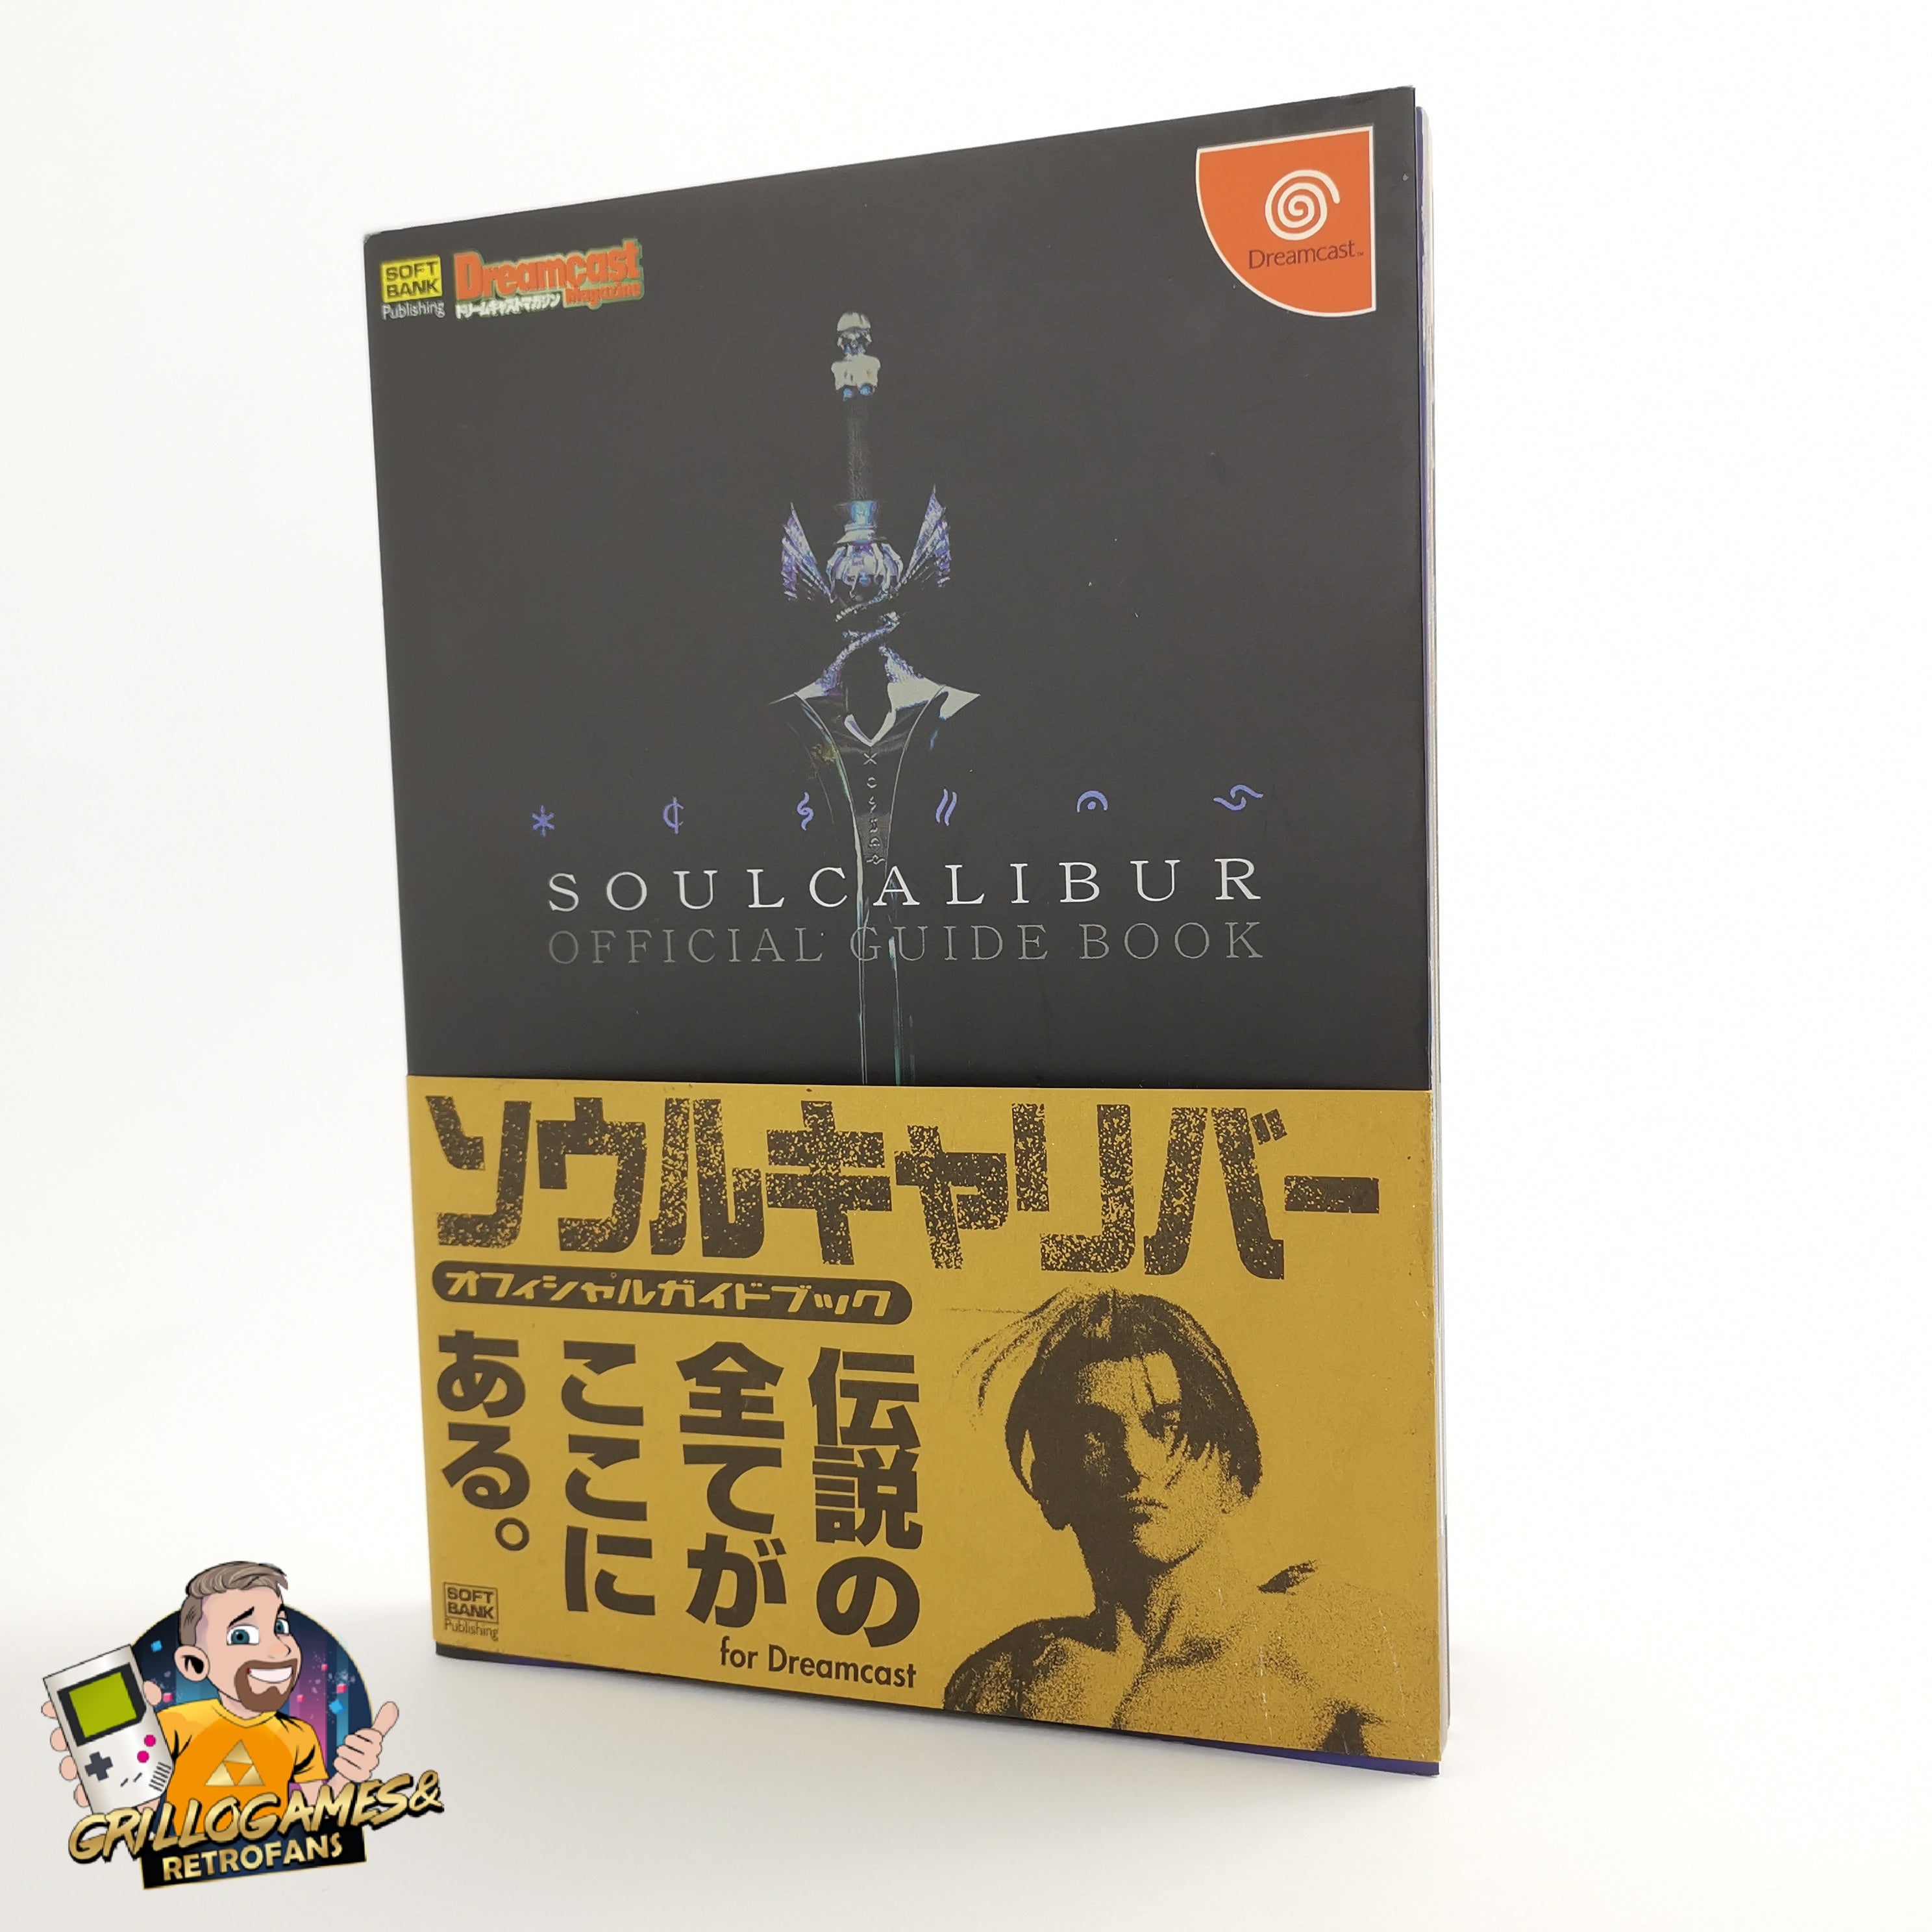 SOFT
BANK
Publishing
Dreamcast
Magazine
ドリームキャストマガジン
Dreamcast™
SOULCALIBUR
OFFICIAL GUIDE BOOK
ソウルキャリバー
オフィシャルガイドブック
伝説の
全てが
ここに
ある。
SOFT
BANK
Publishing
for Dreamcast
GRILLOGAMES&
RETROFANS